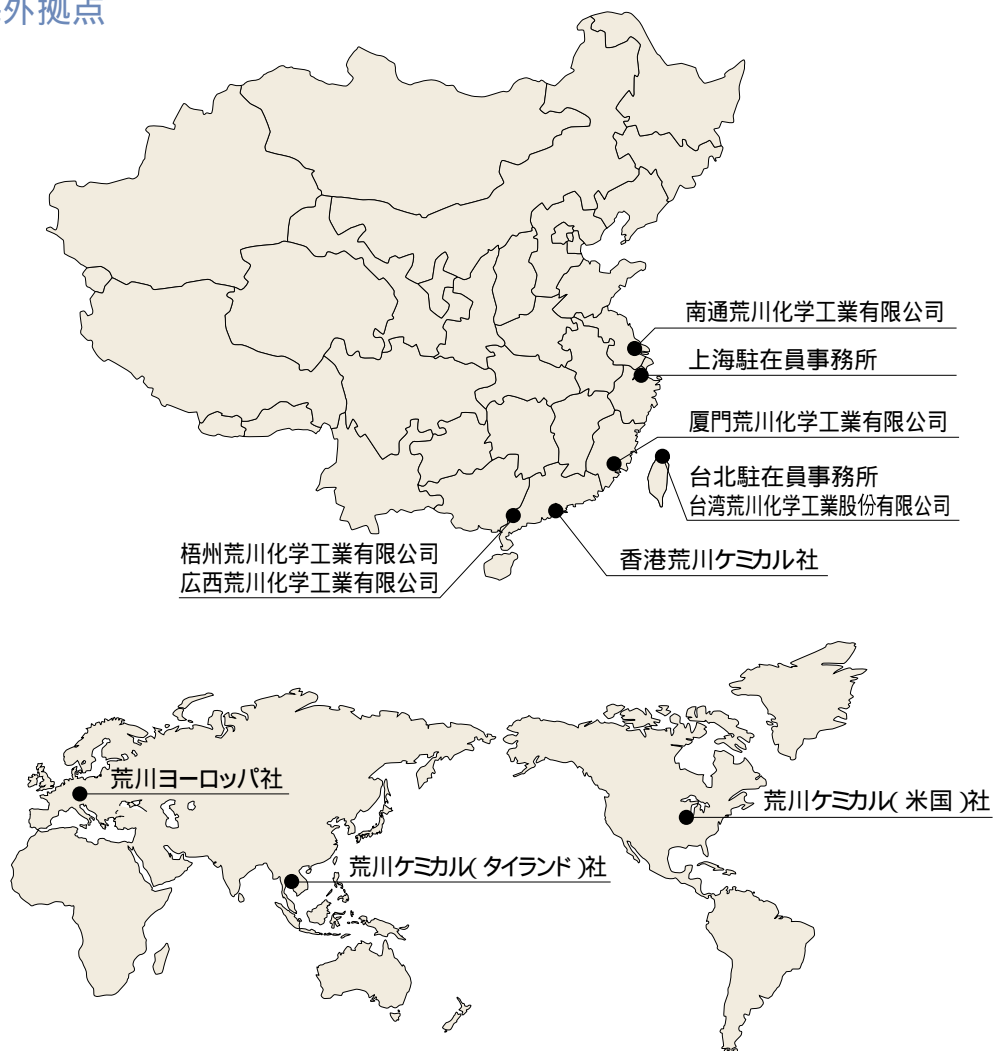 外拠点
南通荒川化学工業有限公司
上海駐在員事務所
厦門荒川化学工業有限公司
台北駐在員事務所
台湾荒川化学工業股份有限公司
梧州荒川化学工業有限公司
広西荒川化学工業有限公司
香港荒川ケミカル社
荒川ヨーロッパ社
荒川ケミカル(米国)社
荒川ケミカル(タイランド)社